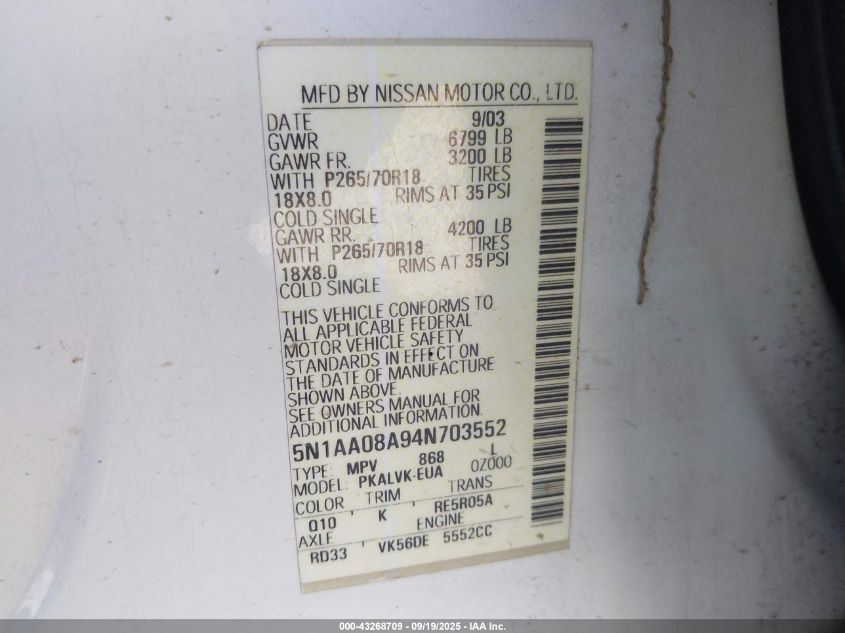 MFD BY NISSAN MOTOR CO., LTD.
DATE 9/03
GVWR 6799 LB
GAWR FR. 3200 LB
WITH P265/70R18 TIRES
18X8.0 RIMS AT 35 PSI
COLD SINGLE
GAWR RR. 4200 LB
WITH P265/70R18 TIRES
18X8.0 RIMS AT 35 PSI
COLD SINGLE
THIS VEHICLE CONFORMS TO
ALL APPLICABLE FEDERAL
MOTOR VEHICLE SAFETY
STANDARDS IN EFFECT ON
THE DATE OF MANUFACTURE
SHOWN ABOVE.
SEE OWNERS MANUAL FOR
ADDITIONAL INFORMATION.
5N1AA08A94N703552
TYPE: MPV 868 L
MODEL: PKALVK-EUA 0Z000
COLOR TRIM TRANS
Q10 K RE5R05A
AXLE ENGINE
RD33 VK56DE 5552CC
000-43268709 - 09/19/2025 - IAA Inc.